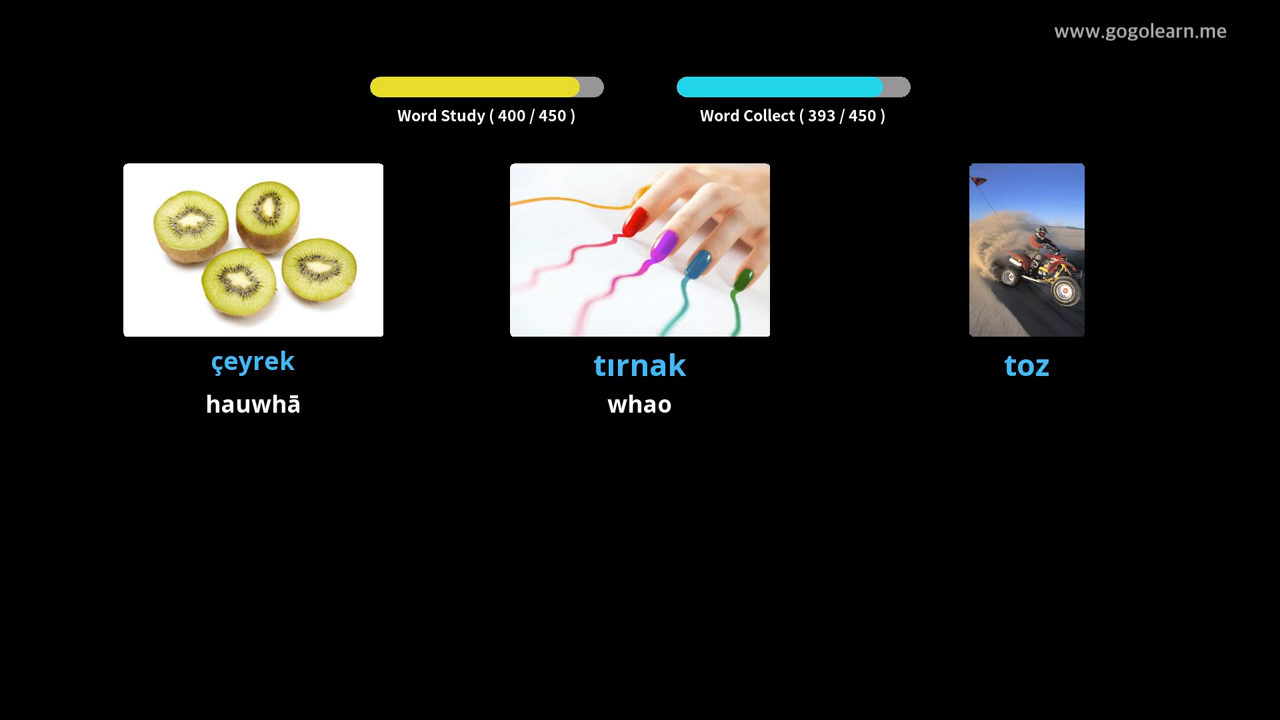 www.gogolearn.me
Word Study ( 400 / 450 )
Word Collect ( 393 / 450 )
çeyrek
hauwhā
tırnak
whao
toz